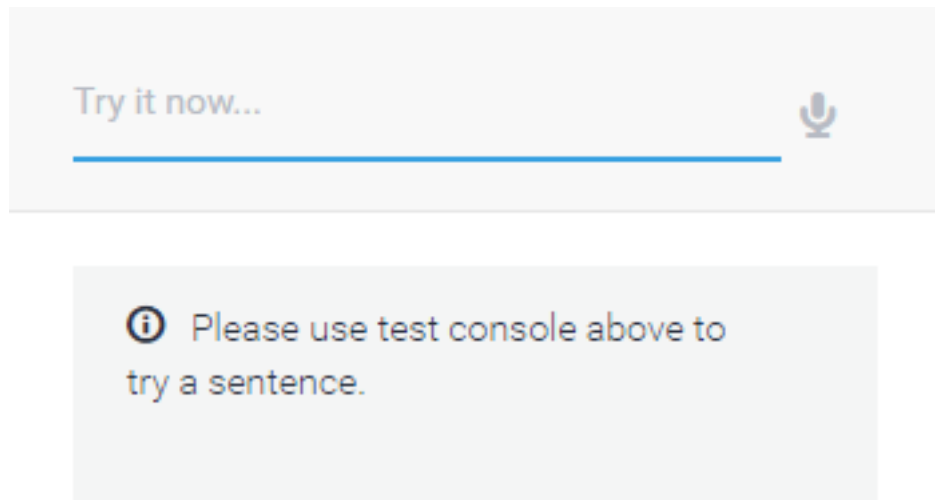 Try it now...
Please use test console above to
try a sentence.